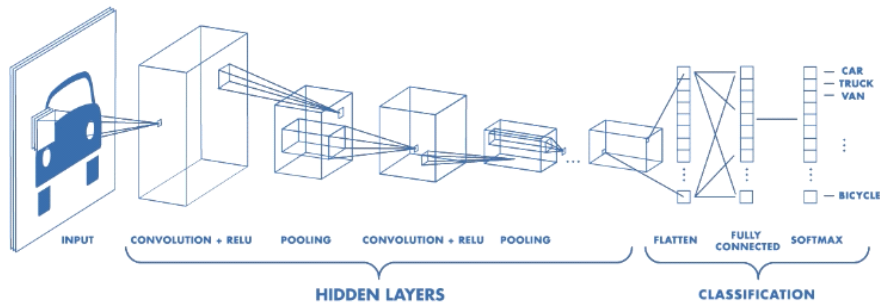 CAR
TRUCK
VAN
BICYCLE
INPUT
CONVOLUTION + RELU
POOLING
CONVOLUTION + RELU
POOLING
FLATTEN
FULLY
CONNECTED
SOFTMAX
HIDDEN LAYERS
CLASSIFICATION